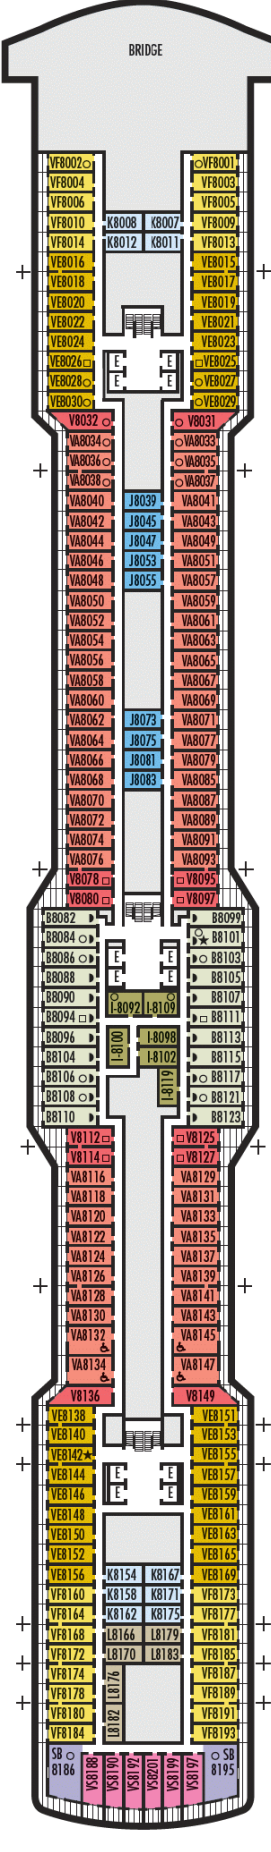 BRIDGE
VF8002 VF8001
VF8004 VF8003
VF8006 VF8005
VF8010 K8008 K8007 VF8009
VF8014 K8012 K8011 VF8013
VE8016 VE8015
VE8018 VE8017
VE8020 VE8019
VE8022 VE8021
VE8024 VE8023
VE8026 E E VE8025
VE8028 E E VE8027
VE8030 VE8029
V8032 V8031
VA8034 VA8033
VA8036 VA8035
VA8038 VA8037
VA8040 J8039 VA8041
VA8042 J8045 VA8043
VA8044 J8047 VA8049
VA8046 J8053 VA8051
VA8048 J8055 VA8057
VA8050 VA8059
VA8052 VA8061
VA8054 VA8063
VA8056 VA8065
VA8058 VA8067
VA8060 VA8069
VA8062 J8073 VA8071
VA8064 J8075 VA8077
VA8066 J8081 VA8079
VA8068 J8083 VA8085
VA8070 VA8087
VA8072 VA8089
VA8074 VA8091
VA8076 VA8093
V8078 V8095
V8080 V8097
B8082 B8099
B8084 B8101
B8086 E E B8103
B8088 E E B8105
B8090 I-8092 I-8109 B8107
B8094 B8111
B8096 I-8100 I-8098 B8113
B8104 I-8102 B8115
B8106 I-8119 B8117
B8108 B8121
B8110 B8123
V8112 V8125
V8114 V8127
VA8116 VA8129
VA8118 VA8131
VA8120 VA8133
VA8122 VA8135
VA8124 VA8137
VA8126 VA8139
VA8128 VA8141
VA8130 VA8143
VA8132 VA8145
VA8134 VA8147
V8136 V8149
VE8138 VE8151
VE8140 VE8153
VE8142 VE8155
VE8144 E E VE8157
VE8146 E E VE8159
VE8148 VE8161
VE8150 VE8163
VE8152 VE8165
VE8156 K8154 K8167 VE8169
VF8160 K8158 K8171 VF8173
VF8164 K8162 K8175 VF8177
VF8168 L8166 L8179 VF8181
VF8172 L8170 L8183 VF8185
VF8174 L8176 VF8187
VF8178 VF8189
VF8180 L8182 VF8191
VF8184 VF8193
SB 8186 VS8188 VS8190 VS8192 VS8201 VS8199 VS8197 SB 8195